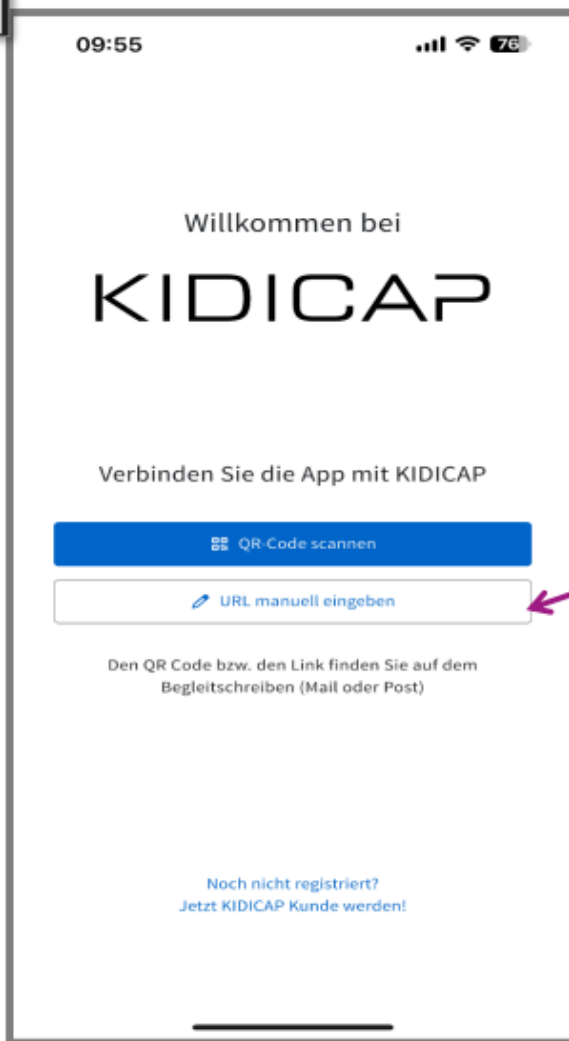 09:55
76
Willkommen bei
KIDICAP
Verbinden Sie die App mit KIDICAP
QR-Code scannen
URL manuell eingeben
Den QR Code bzw. den Link finden Sie auf dem
Begleitschreiben (Mail oder Post)
Noch nicht registriert?
Jetzt KIDICAP Kunde werden!